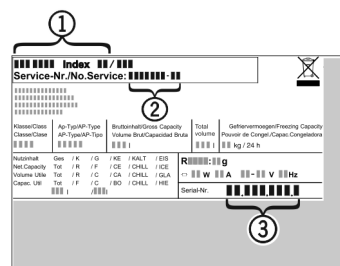 1
Index /
Service-Nr./No.Service: -
2
Klasse/Class Ap-Typ/AP-Type Bruttoinhalt/Gross Capacity Total Gefriervermoegen/Freezing Capacity
Classe/Clase AP-Type/AP-Tipo Volume Brut/Capacidad Bruta volume Pouvoir de Congel./Capac.Congeladora
l l kg / 24 h
Nutzinhalt Ges / K / G / KE / KALT / EIS
Net.Capacity Tot / R / F / CE / CHILL / ICE
Volume Utile Tot / R / C / CA / CHILL / GLA
Capac. Util Tot / F / C / BO / CHILL / HIE
l / l
R : g
W A - V Hz
Serial-Nr. . . .
3